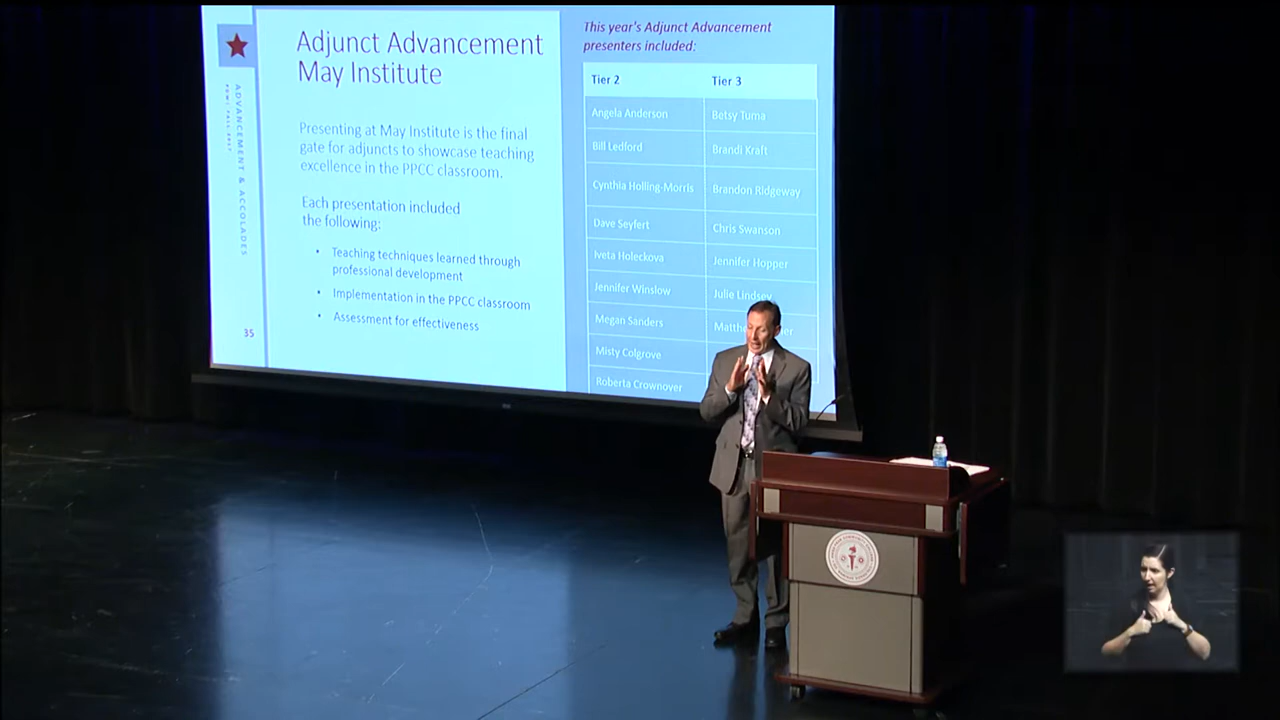 Adjunct Advancement
May Institute
Presenting at May Institute is the final
gate for adjuncts to showcase teaching
excellence in the PPCC classroom.
Each presentation included
the following:
• Teaching techniques learned through
professional development
• Implementation in the PPCC classroom
• Assessment for effectiveness
ADVANCEMENT & ACCOLADES
35
This year's Adjunct Advancement
presenters included:
Tier 2 Tier 3
Angela Anderson Betsy Tuma
Bill Ledford Brandi Kraft
Cynthia Holling-Morris Brandon Ridgeway
Dave Seyfert Chris Swanson
Iveta Holeckova Jennifer Hopper
Jennifer Winslow Julie Lindsey
Megan Sanders
Misty Colgrove
Roberta Crownover